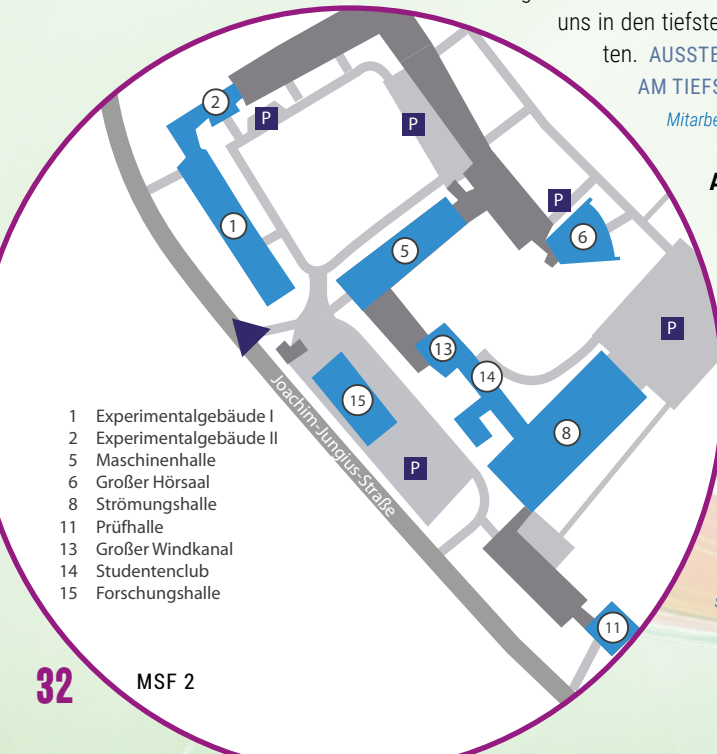 uns in den tiefste
ten. AUSSTE
AM TIEFS
Mitarbe
A
2
P
P
P
1
5
6
P
13
14
15
8
P
Joachim-Jungius-Straße
1 Experimentalgebäude I
2 Experimentalgebäude II
5 Maschinenhalle
6 Großer Hörsaal
8 Strömungshalle
11 Prüfhalle
13 Großer Windkanal
14 Studentenclub
15 Forschungshalle
11
32 MSF 2